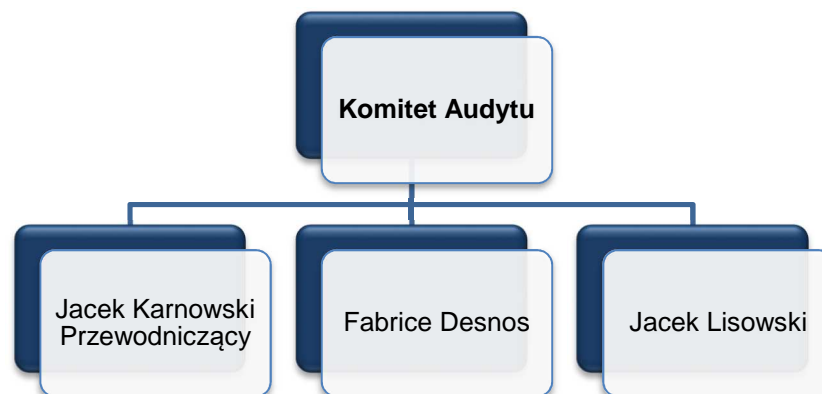 Komitet Audytu
Jacek Karnowski
Przewodniczący
Fabrice Desnos
Jacek Lisowski